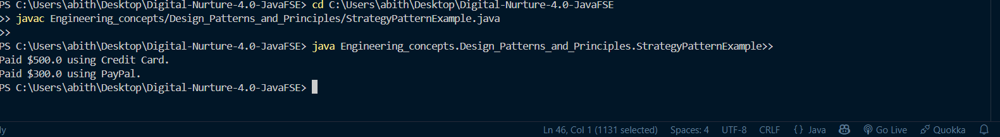 PS C:\Users\abith\Desktop\Digital-Nurture-4.0-JavaFSE> cd C:\Users\abith\Desktop\Digital-Nurture-4.0-JavaFSE
>> javac Engineering_concepts/Design_Patterns_and_Principles/StrategyPatternExample.java
>>
PS C:\Users\abith\Desktop\Digital-Nurture-4.0-JavaFSE> java Engineering_concepts.Design_Patterns_and_Principles.StrategyPatternExample>>
Paid $500.0 using Credit Card.
Paid $300.0 using PayPal.
PS C:\Users\abith\Desktop\Digital-Nurture-4.0-JavaFSE>
Ln 46, Col 1 (1131 selected) Spaces: 4 UTF-8 CRLF {} Java Go Live Quokka